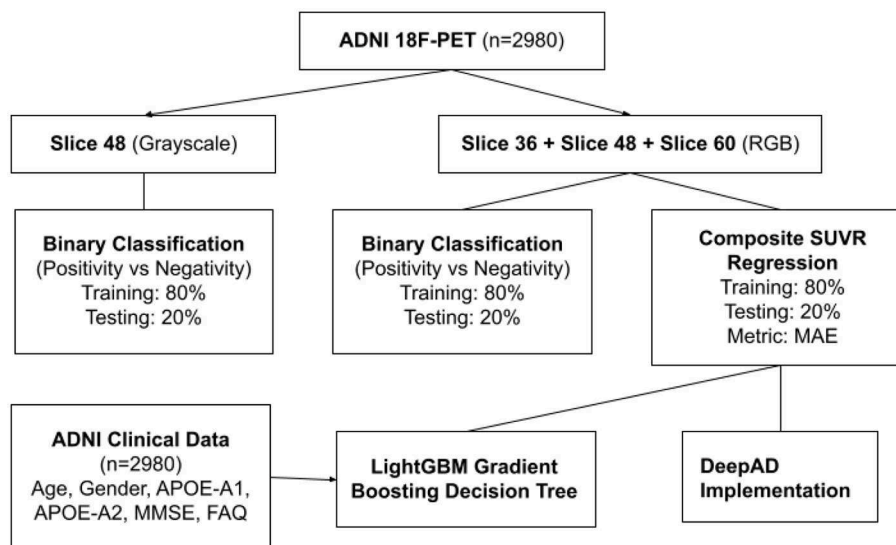 ADNI 18F-PET (n=2980)
Slice 48 (Grayscale)
Slice 36 + Slice 48 + Slice 60 (RGB)
Binary Classification
(Positivity vs Negativity)
Training: 80%
Testing: 20%
Binary Classification
(Positivity vs Negativity)
Training: 80%
Testing: 20%
Composite SUVR
Regression
Training: 80%
Testing: 20%
Metric: MAE
ADNI Clinical Data
(n=2980)
Age, Gender, APOE-A1,
APOE-A2, MMSE, FAQ
LightGBM Gradient
Boosting Decision Tree
DeepAD
Implementation